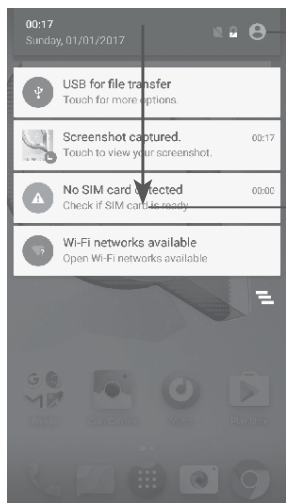 00:17
Sunday, 01/01/2017
USB for file transfer
Touch for more options.
Screenshot captured. 00:17
Touch to view your screenshot.
No SIM card detected 00:00
Check if SIM card is ready
Wi-Fi networks available
Open Wi-Fi networks available